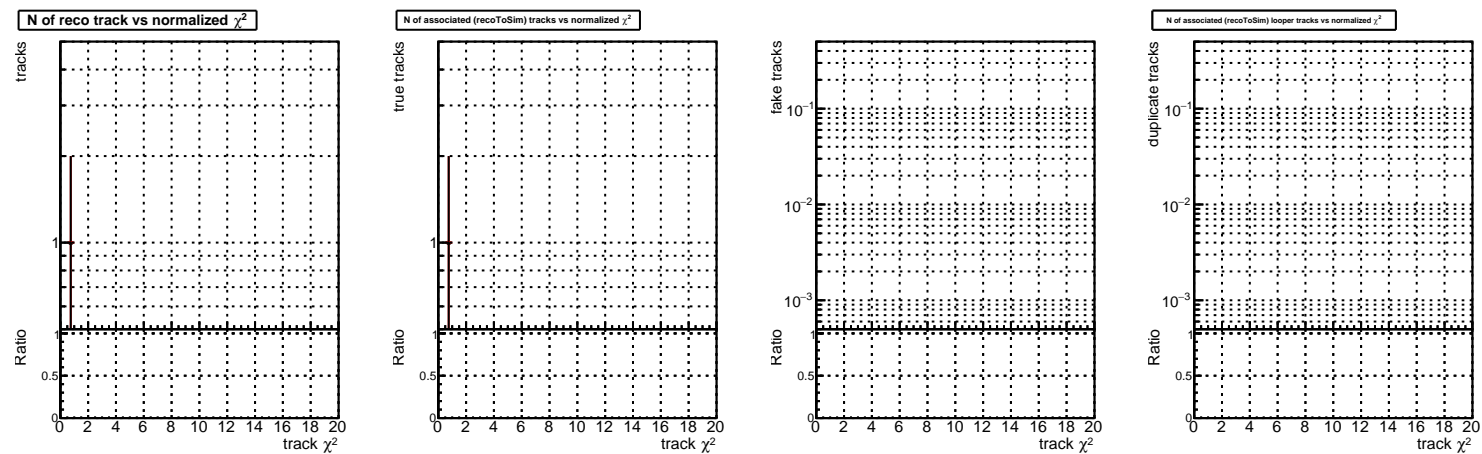 N of reco track vs normalized χ²
tracks
1
Ratio
1
0.5
0
0 2 4 6 8 10 12 14 16 18 20
track χ²
N of associated (recoToSim) tracks vs normalized χ²
true tracks
1
Ratio
1
0.5
0
0 2 4 6 8 10 12 14 16 18 20
track χ²
fake tracks
10⁻¹
10⁻²
10⁻³
Ratio
1
0.5
0
0 2 4 6 8 10 12 14 16 18 20
track χ²
N of associated (recoToSim) looper tracks vs normalized χ²
duplicate tracks
10⁻¹
10⁻²
10⁻³
Ratio
1
0.5
0
0 2 4 6 8 10 12 14 16 18 20
track χ²